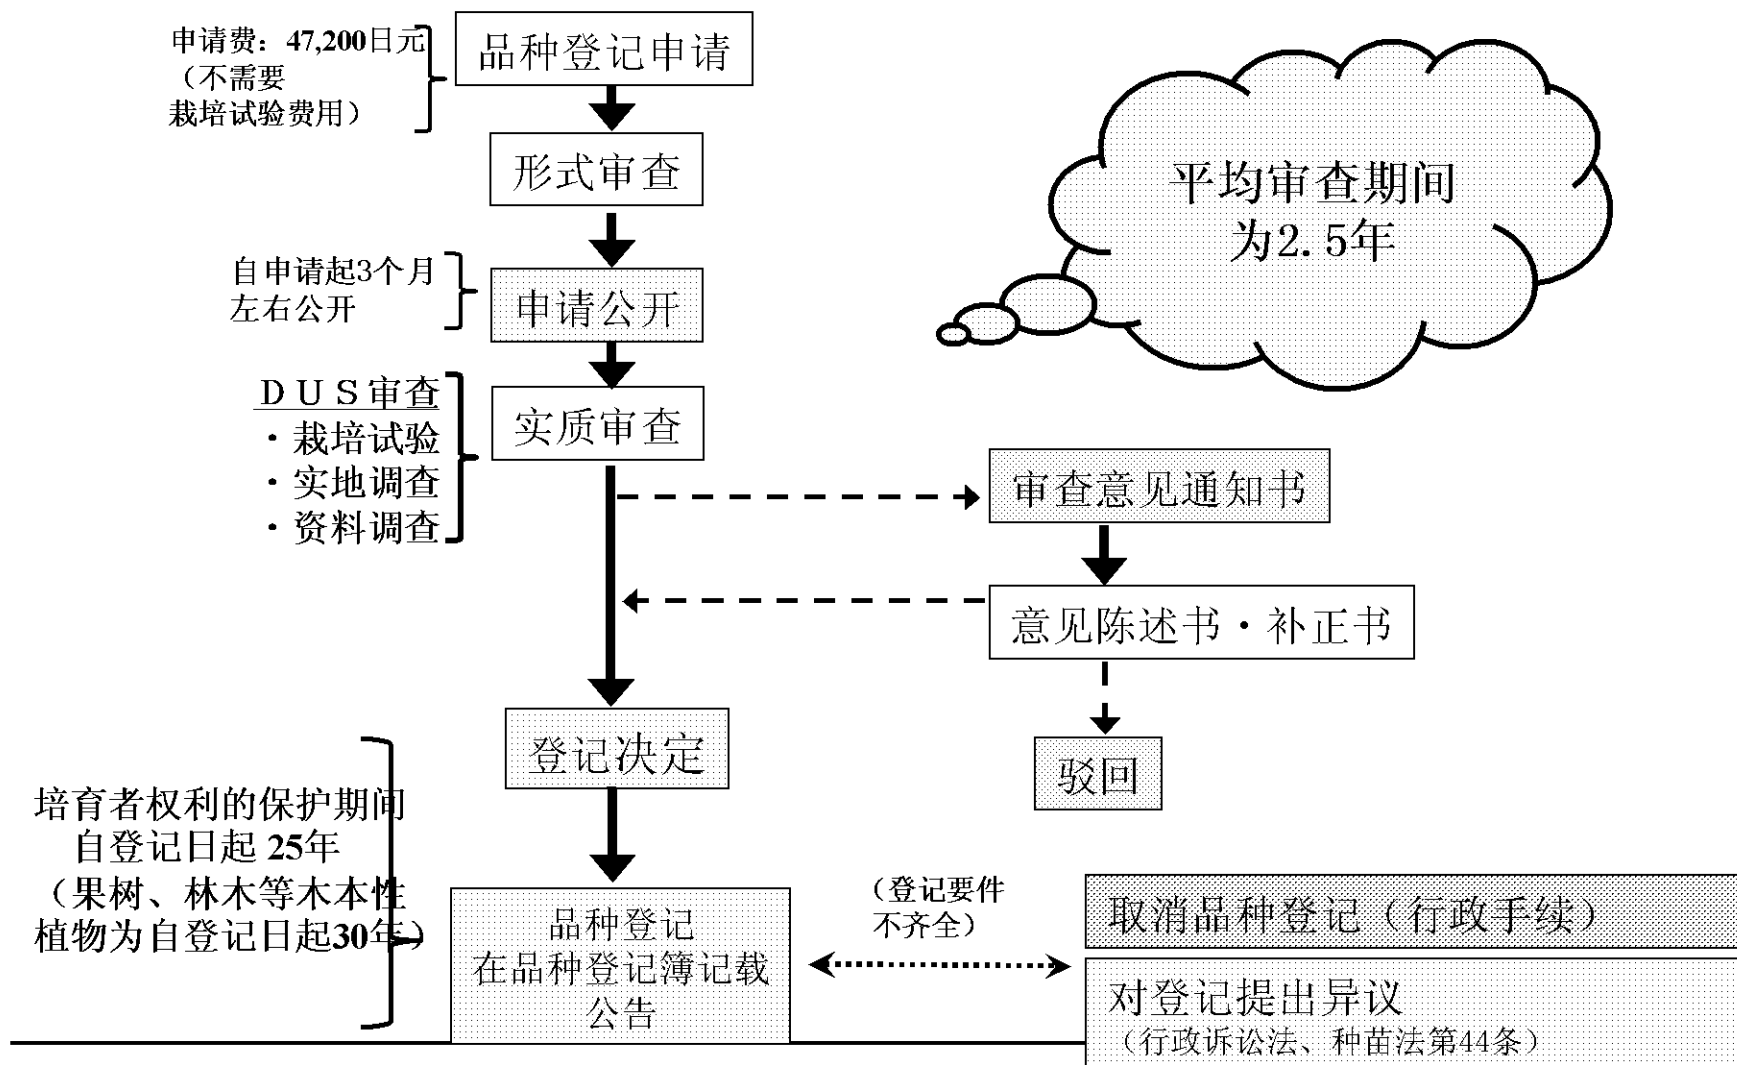 申请费：47,200日元
（不需要
栽培试验费用）
品种登记申请
形式审查
自申请起3个月
左右公开
申请公开
平均审查期间
为2.5年
ＤＵＳ审查
·栽培试验
·实地调查
·资料调查
实质审查
审查意见通知书
意见陈述书·补正书
驳回
登记决定
培育者权利的保护期间
自登记日起 25年
（果树、林木等木本性
植物为自登记日起30年）
品种登记
在品种登记簿记载
公告
（登记要件
不齐全）
取消品种登记（行政手续）
对登记提出异议
（行政诉讼法、种苗法第44条）